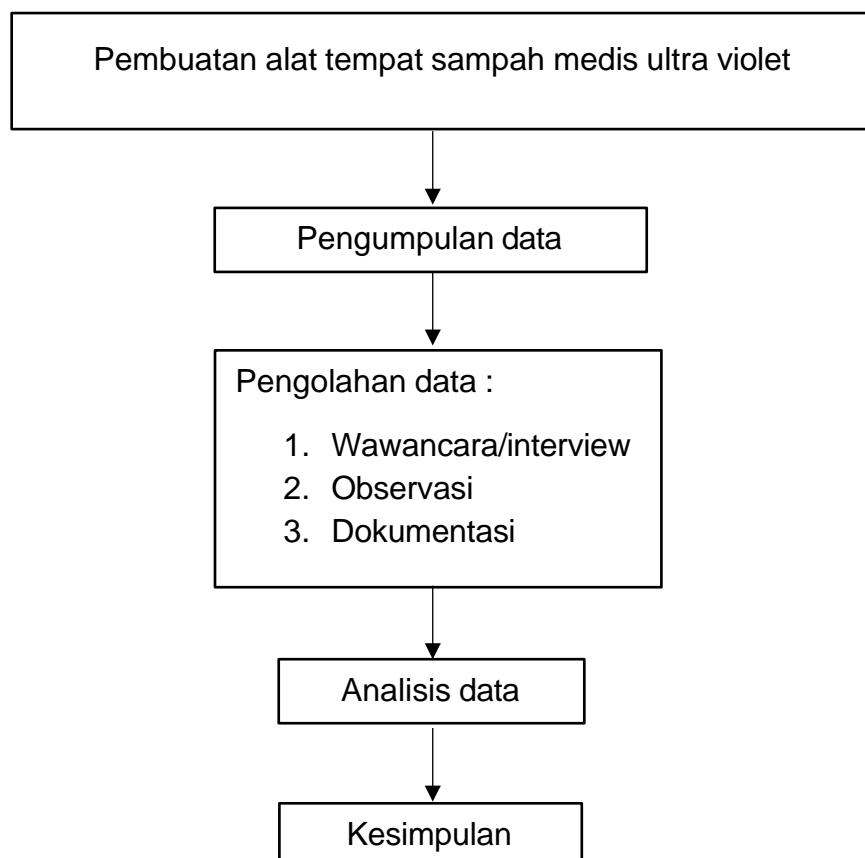 Pembuatan alat tempat sampah medis ultra violet
Pengumpulan data
Pengolahan data :
1. Wawancara/interview
2. Observasi
3. Dokumentasi
Analisis data
Kesimpulan